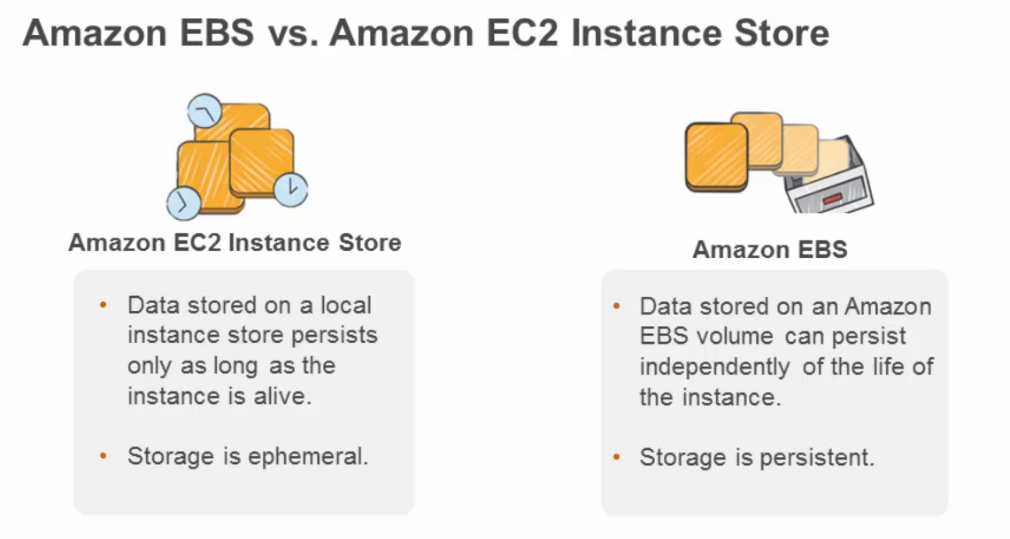 Amazon EBS vs. Amazon EC2 Instance Store
Amazon EC2 Instance Store
• Data stored on a local
instance store persists
only as long as the
instance is alive.
• Storage is ephemeral.
Amazon EBS
• Data stored on an Amazon
EBS volume can persist
independently of the life of
the instance.
• Storage is persistent.